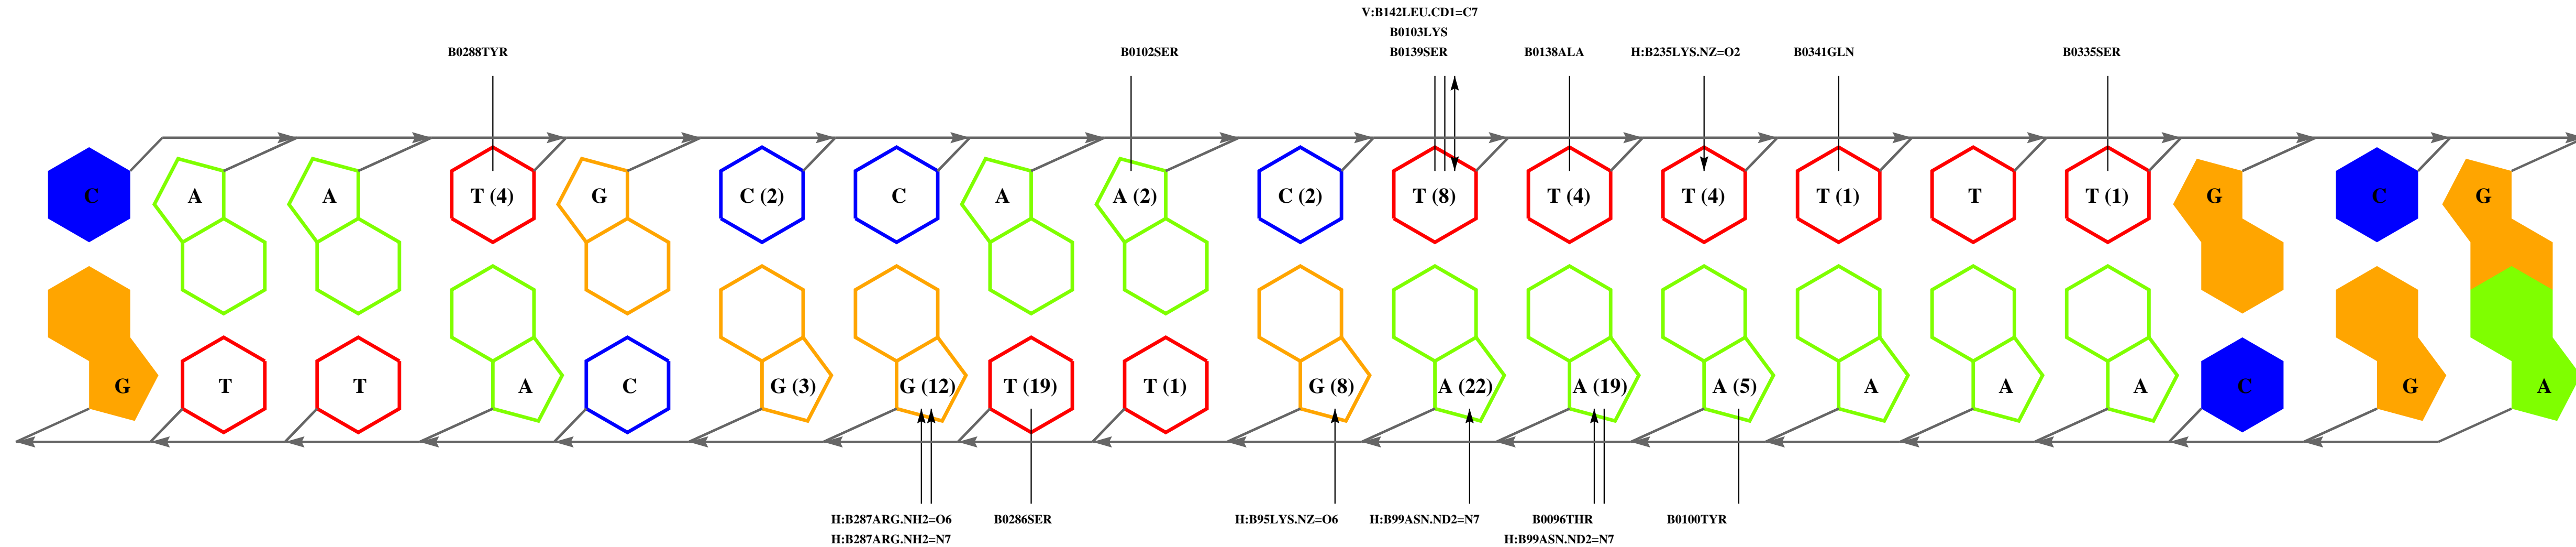 V:B142LEU.CD1=C7
B0103LYS
B0288TYR B0102SER B0139SER B0138ALA H:B235LYS.NZ=O2 B0341GLN B0335SER
C A A T (4) G C (2) C A A (2) C (2) T (8) T (4) T (4) T (1) T T (1) G C G
G T T A C G (3) G (12) T (19) T (1) G (8) A (22) A (19) A (5) A A A C G A
H:B287ARG.NH2=O6 B0286SER H:B95LYS.NZ=O6 H:B99ASN.ND2=N7 B0096THR B0100TYR
H:B287ARG.NH2=N7 H:B99ASN.ND2=N7